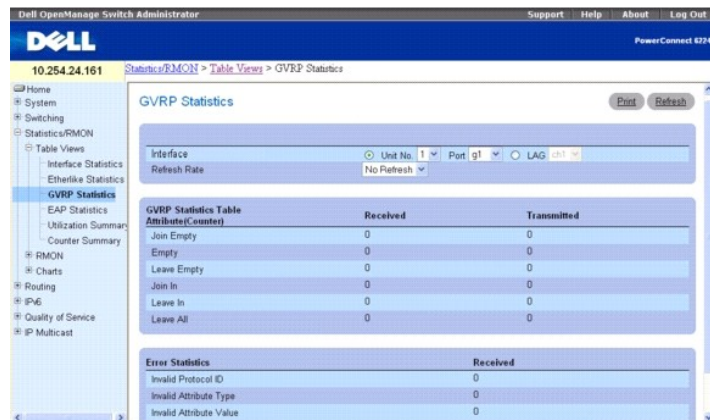 Dell OpenManage Switch Administrator
Support Help About Log Out
DELL
PowerConnect 6224
10.254.24.161
Statistics/RMON > Table Views > GVRP Statistics
Home
System
Switching
Statistics/RMON
Table Views
Interface Statistics
Etherlike Statistics
GVRP Statistics
EAP Statistics
Utilization Summary
Counter Summary
RMON
Charts
Routing
IPv6
Quality of Service
IP Multicast
GVRP Statistics
Print Refresh
Interface Unit No. 1 Port g1 LAG ch1
Refresh Rate No Refresh
GVRP Statistics Table
Attribute(Counter) Received Transmitted
Join Empty 0 0
Empty 0 0
Leave Empty 0 0
Join In 0 0
Leave In 0 0
Leave All 0 0
Error Statistics Received
Invalid Protocol ID 0
Invalid Attribute Type 0
Invalid Attribute Value 0